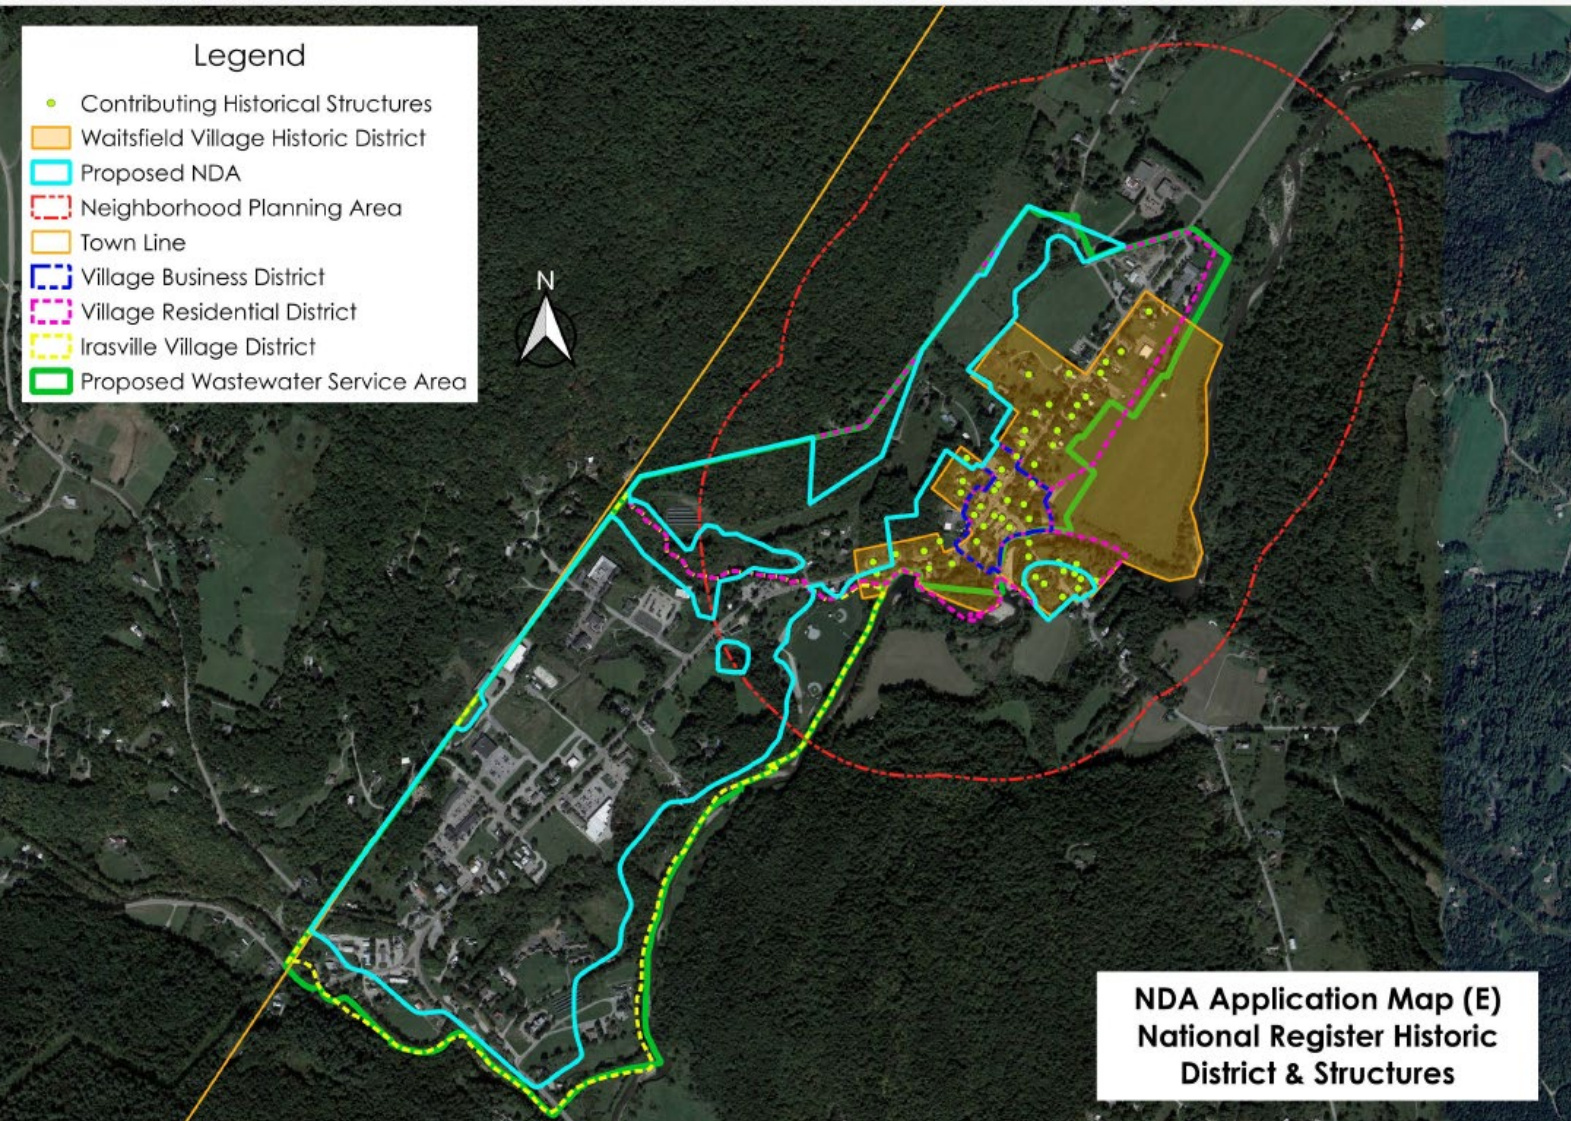 Legend
Contributing Historical Structures
Waitsfield Village Historic District
Proposed NDA
Neighborhood Planning Area
Town Line
Village Business District
Village Residential District
Irasville Village District
Proposed Wastewater Service Area
N
NDA Application Map (E)
National Register Historic
District & Structures